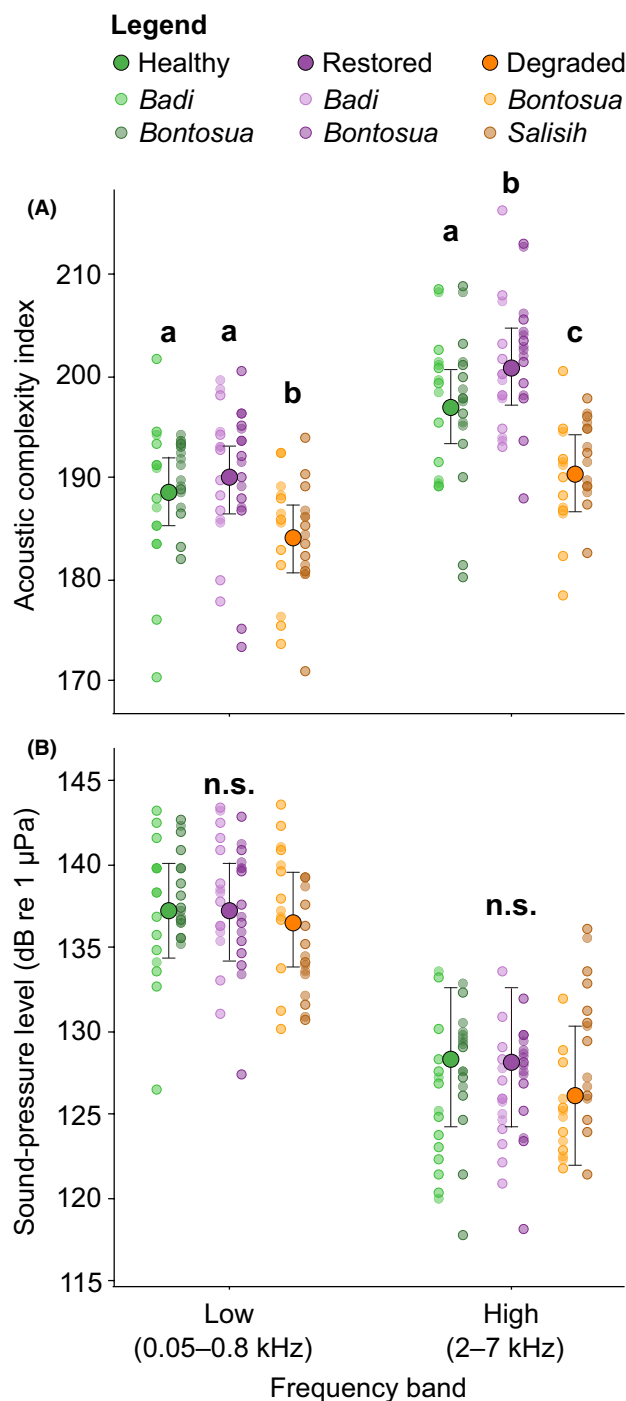 Legend
Healthy Restored Degraded
Badi Badi Bontosua
Bontosua Bontosua Salisih
(A)
b
a
a a
c
b
Acoustic complexity index
210
200
190
180
170
(B)
n.s.
n.s.
Sound-pressure level (dB re 1 μPa)
145
140
135
130
125
120
115
Low High
(0.05–0.8 kHz) (2–7 kHz)
Frequency band